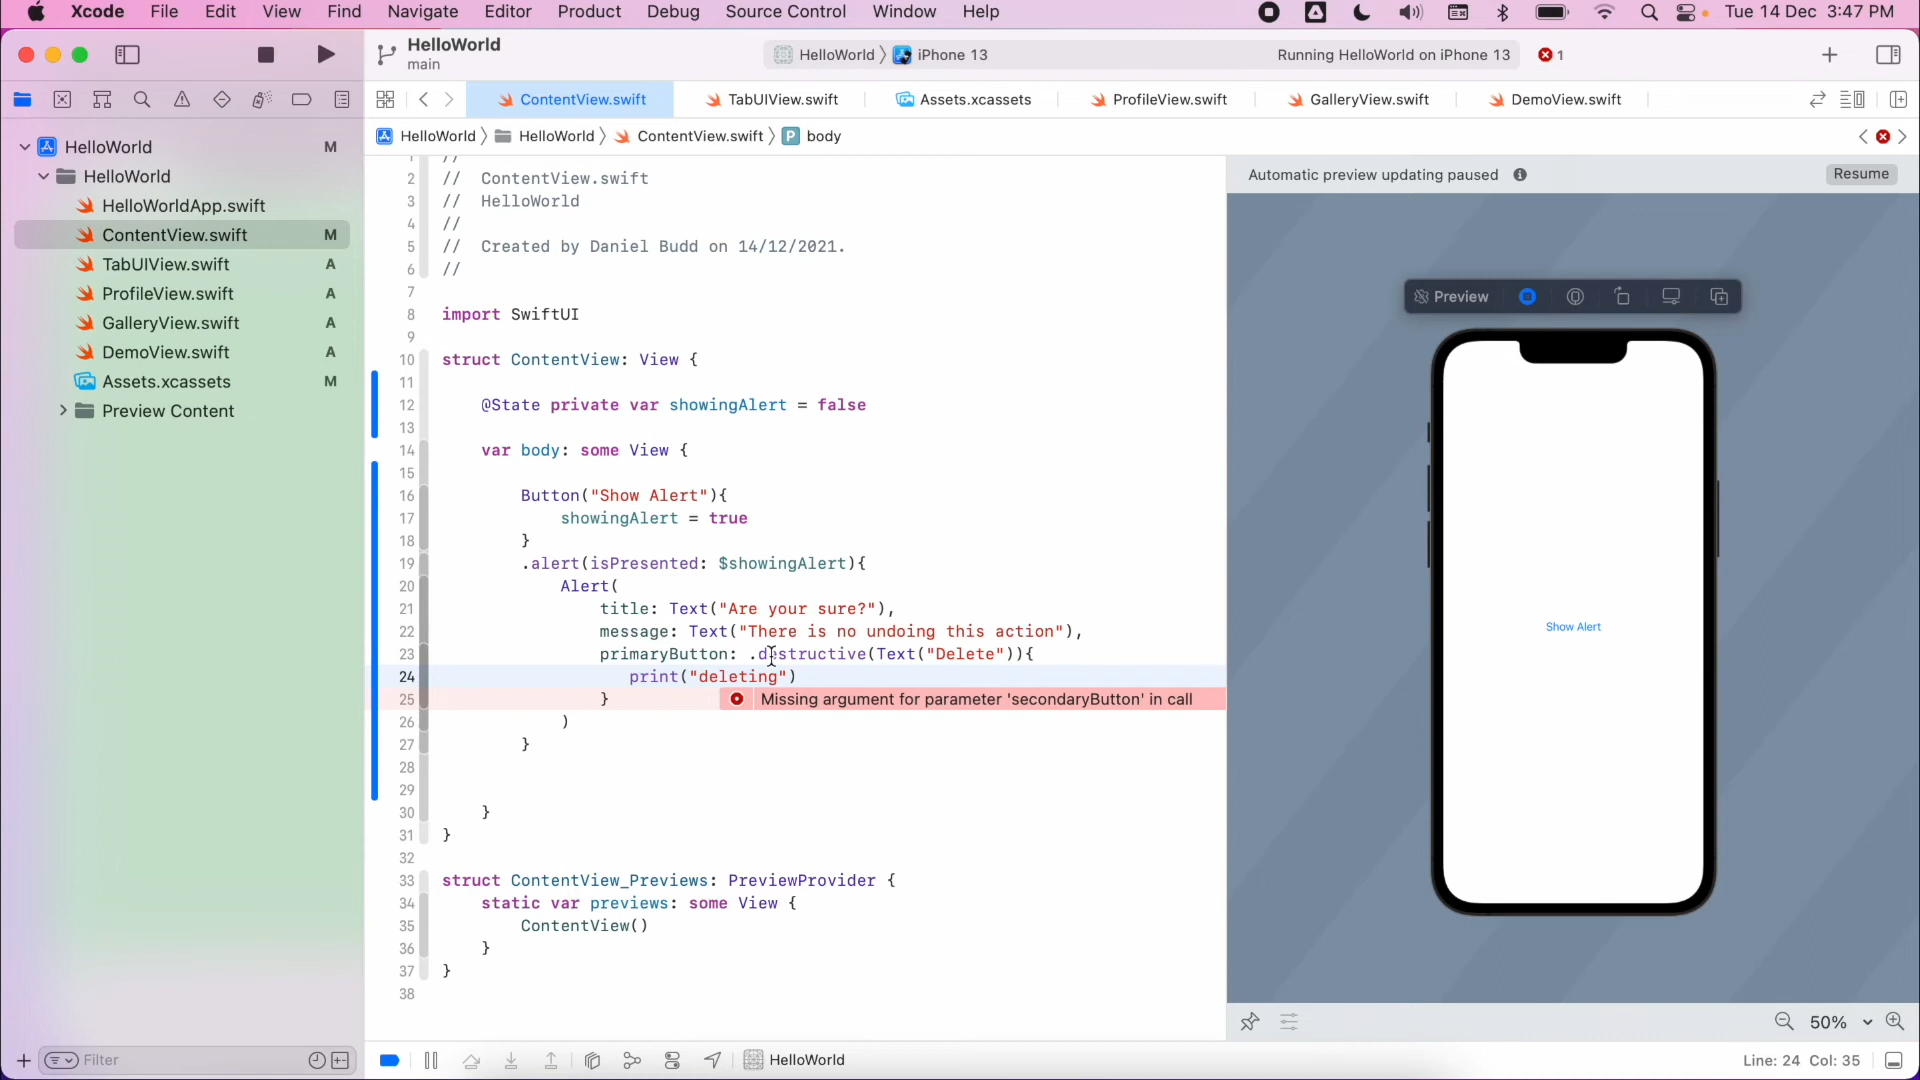 Xcode File Edit View Find Navigate Editor Product Debug Source Control Window Help Tue 14 Dec 3:47 PM
HelloWorld
main
HelloWorld iPhone 13 Running HelloWorld on iPhone 13 1
ContentView.swift TabUIView.swift Assets.xcassets ProfileView.swift GalleryView.swift DemoView.swift
HelloWorld HelloWorld ContentView.swift P body
HelloWorld M
HelloWorld
HelloWorldApp.swift
ContentView.swift M
TabUIView.swift A
ProfileView.swift A
GalleryView.swift A
DemoView.swift A
Assets.xcassets M
Preview Content
1 //
2 // ContentView.swift
3 // HelloWorld
4 //
5 // Created by Daniel Budd on 14/12/2021.
6 //
7
8 import SwiftUI
9
10 struct ContentView: View {
11
12 @State private var showingAlert = false
13
14 var body: some View {
15
16 Button("Show Alert"){
17 showingAlert = true
18 }
19 .alert(isPresented: $showingAlert){
20 Alert(
21 title: Text("Are your sure?"),
22 message: Text("There is no undoing this action"),
23 primaryButton: .destructive(Text("Delete")){
24 print("deleting")
25 } Missing argument for parameter 'secondaryButton' in call
26 )
27 }
28
29
30 }
31 }
32
33 struct ContentView_Previews: PreviewProvider {
34 static var previews: some View {
35 ContentView()
36 }
37 }
38
Automatic preview updating paused Resume
Preview
Show Alert
50%
Filter
HelloWorld
Line: 24 Col: 35